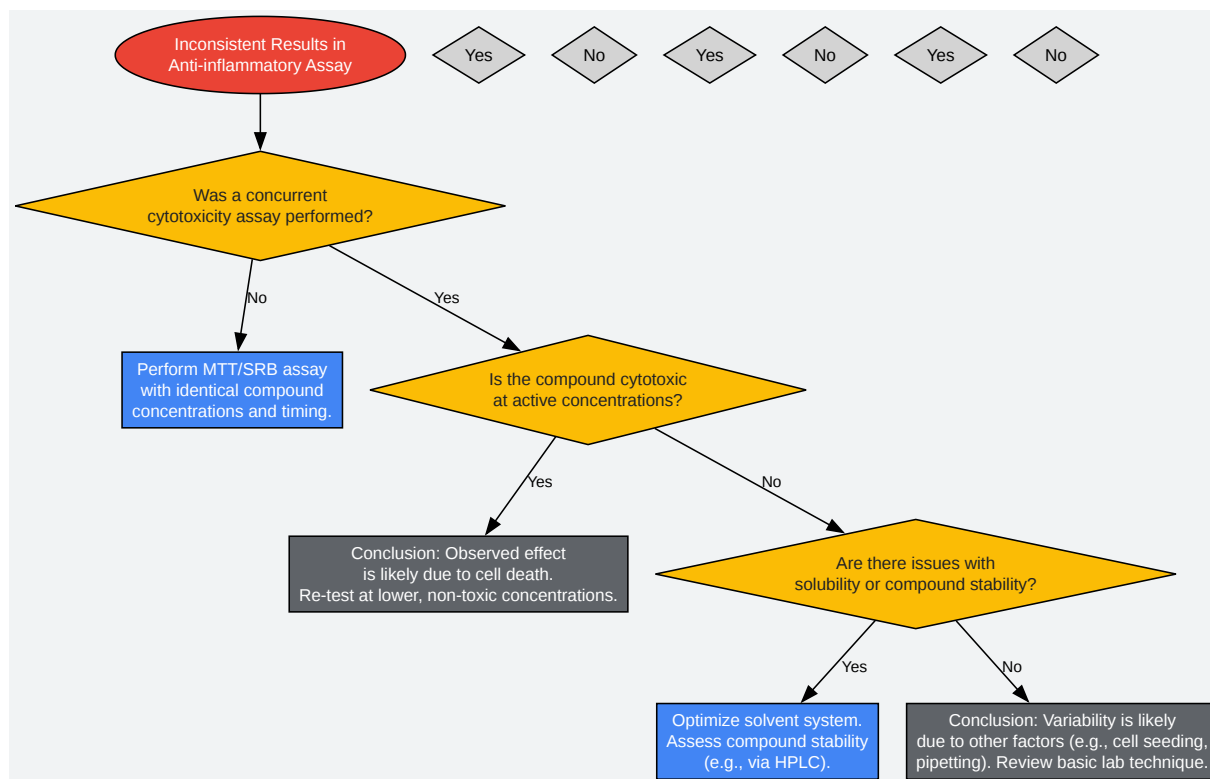 Inconsistent Results in
Anti-inflammatory Assay
Yes
No
Yes
No
Yes
No
Was a concurrent
cytotoxicity assay performed?
No
Yes
Perform MTT/SRB assay
with identical compound
concentrations and timing.
Is the compound cytotoxic
at active concentrations?
Yes
No
Conclusion: Observed effect
is likely due to cell death.
Re-test at lower, non-toxic concentrations.
Are there issues with
solubility or compound stability?
Yes
No
Optimize solvent system.
Assess compound stability
(e.g., via HPLC).
Conclusion: Variability is likely
due to other factors (e.g., cell seeding,
pipetting). Review basic lab technique.